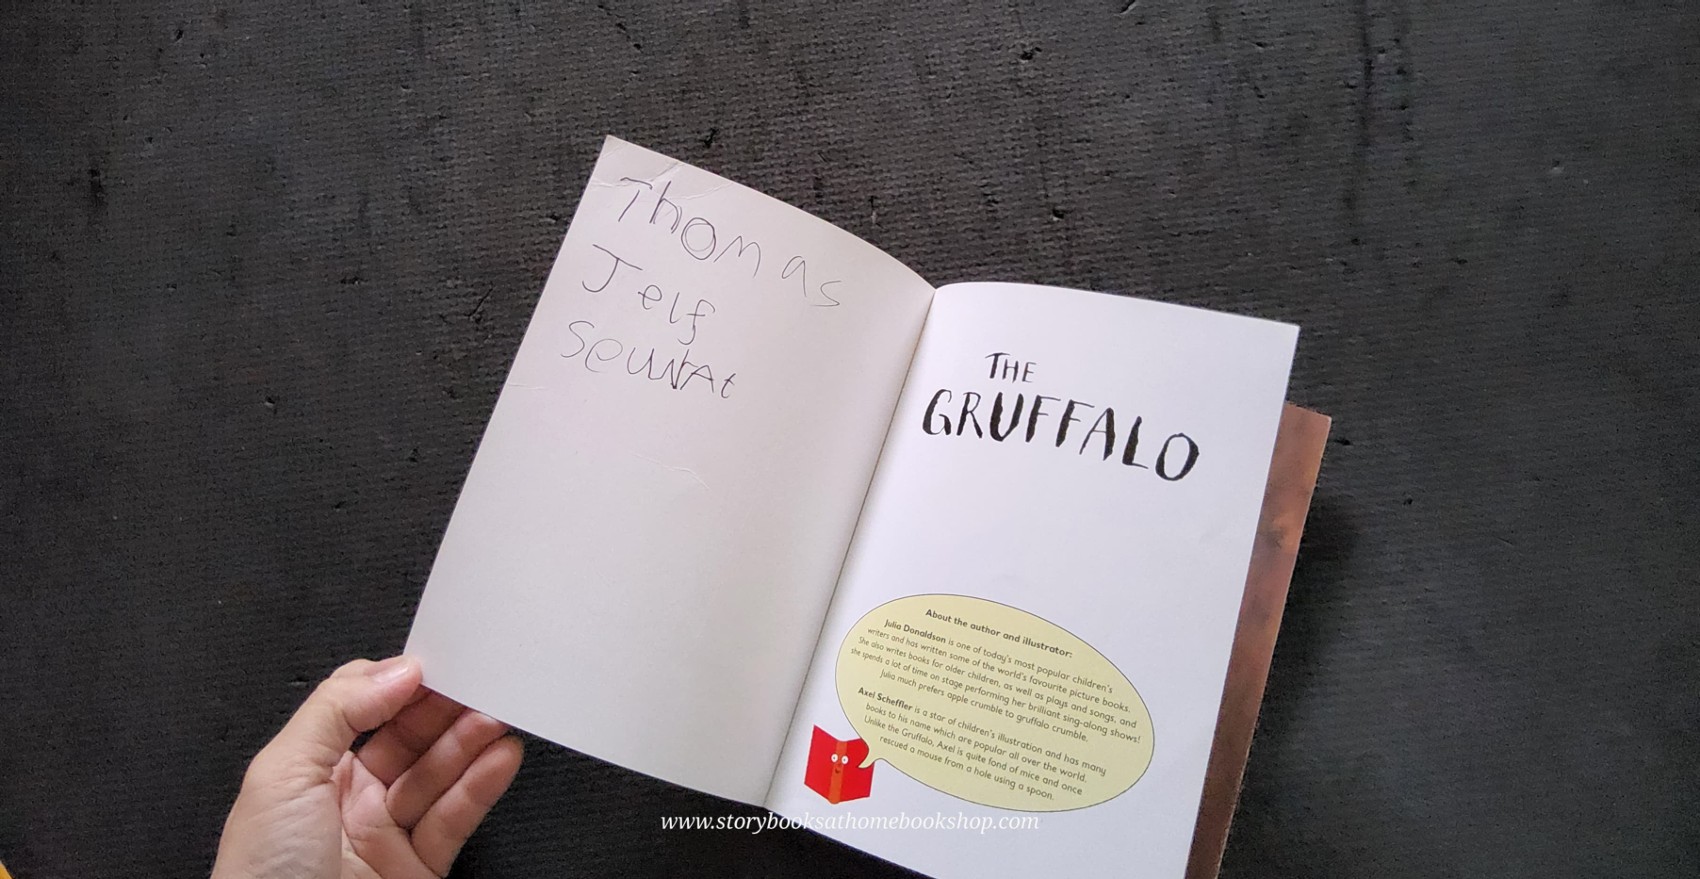 Thomas
Jelf
THE
GRUFFALO
About the author and illustrator:
Julia Donaldson is one of today's most popular children's
writers and has written some of the world's favourite picture books.
She also writes books for older children, as well as plays and songs, and
she spends a lot of time on stage performing her brilliant sing-along shows!
Julia much prefers apple crumble to gruffalo crumble.
Axel Scheffler is a star of children's illustration and has many
books to his name which are popular all over the world.
Unlike the Gruffalo, Axel is quite fond of mice and once
rescued a mouse from a hole using a spoon.
www.storybooksathomebookshop.com